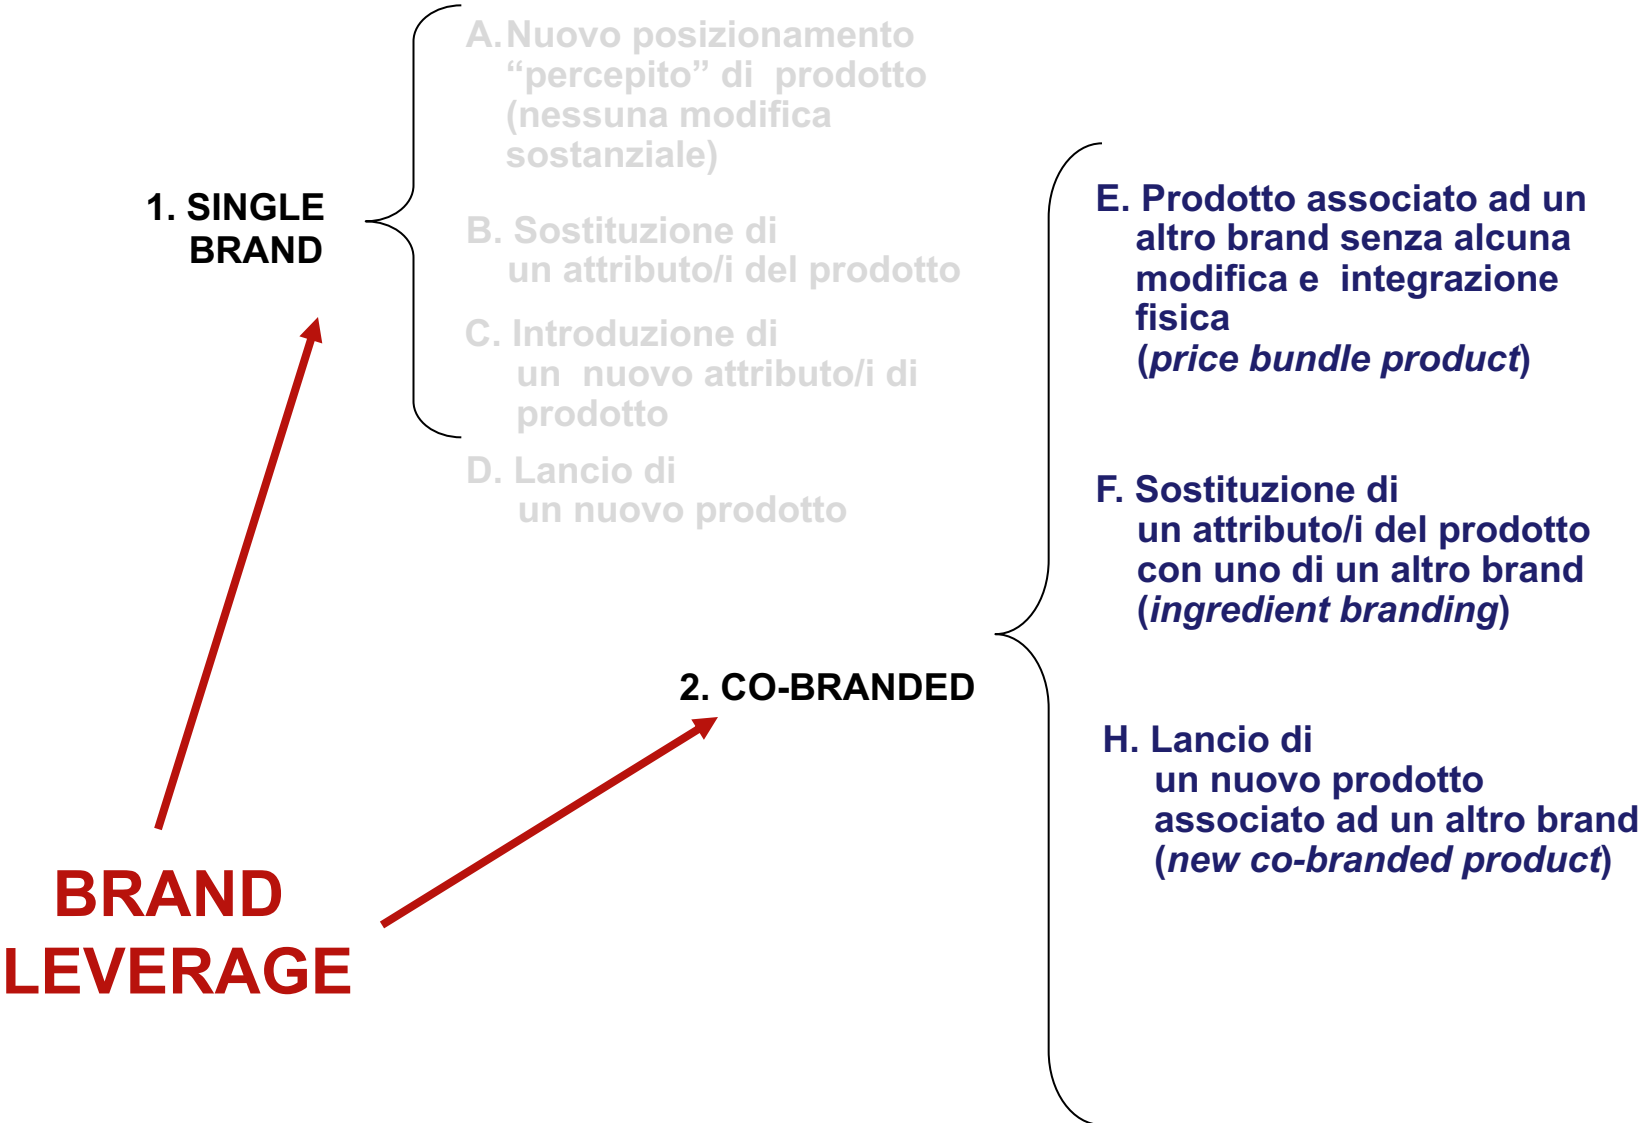 A. Nuovo posizionamento
“percepito” di prodotto
(nessuna modifica
sostanziale)
1. SINGLE
BRAND
B. Sostituzione di
un attributo/i del prodotto
C. Introduzione di
un nuovo attributo/i di
prodotto
D. Lancio di
un nuovo prodotto
E. Prodotto associato ad un
altro brand senza alcuna
modifica e integrazione
fisica
(price bundle product)
F. Sostituzione di
un attributo/i del prodotto
con uno di un altro brand
(ingredient branding)
2. CO-BRANDED
H. Lancio di
un nuovo prodotto
associato ad un altro brand
(new co-branded product)
BRAND
LEVERAGE